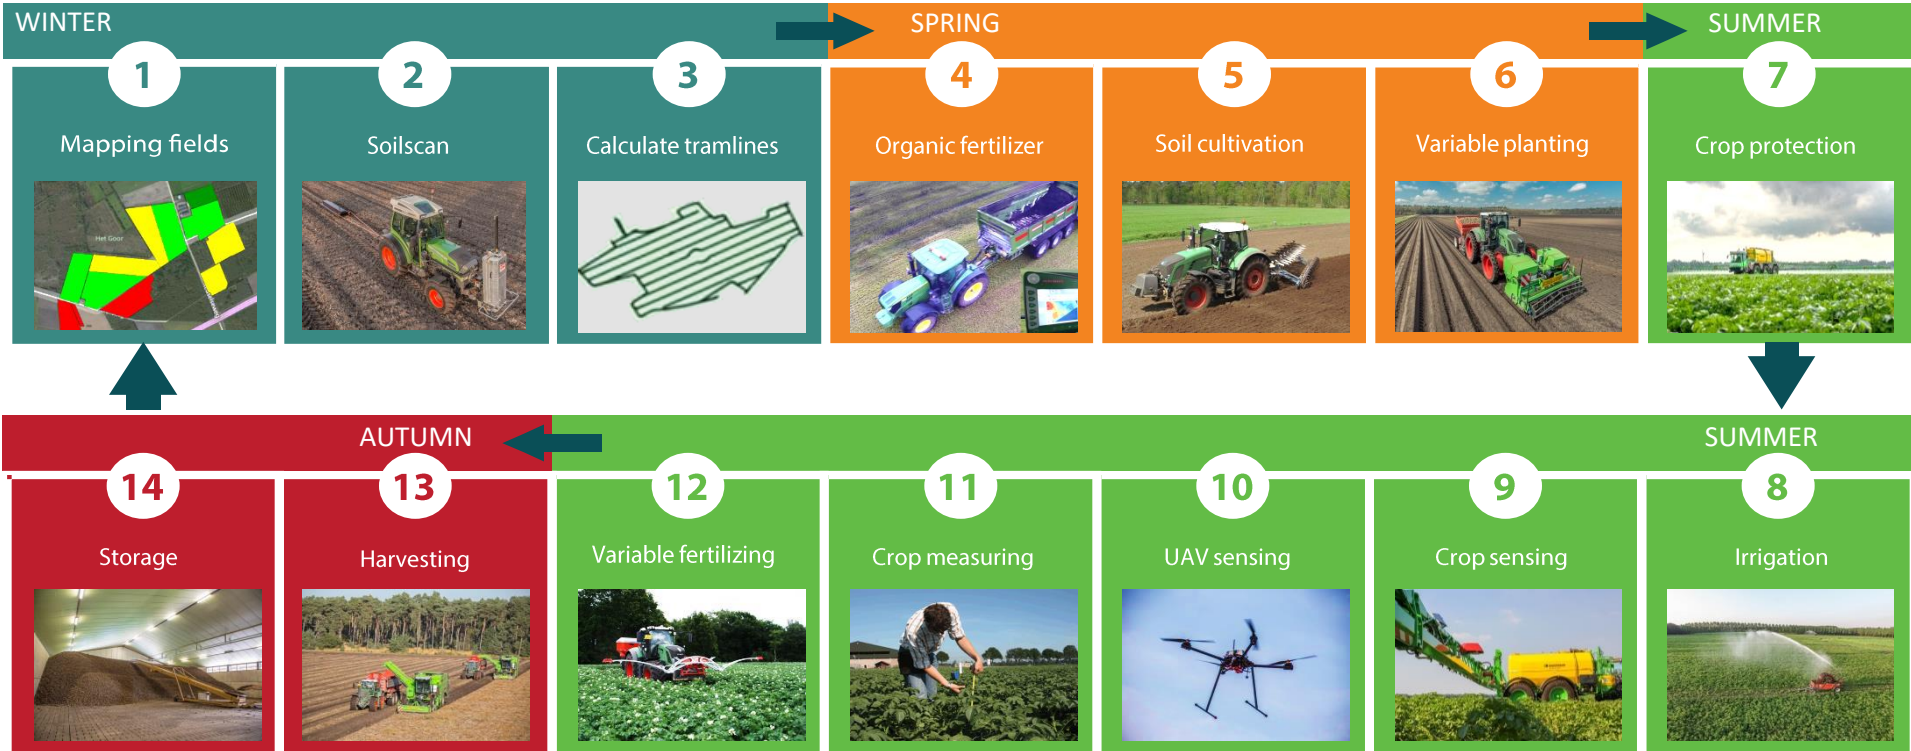 WINTER
SPRING
SUMMER
1
2
3
4
5
6
7
Mapping fields
Soilscan
Calculate tramlines
Organic fertilizer
Soil cultivation
Variable planting
Crop protection
Het Goor
AUTUMN
SUMMER
14
13
12
11
10
9
8
Storage
Harvesting
Variable fertilizing
Crop measuring
UAV sensing
Crop sensing
Irrigation